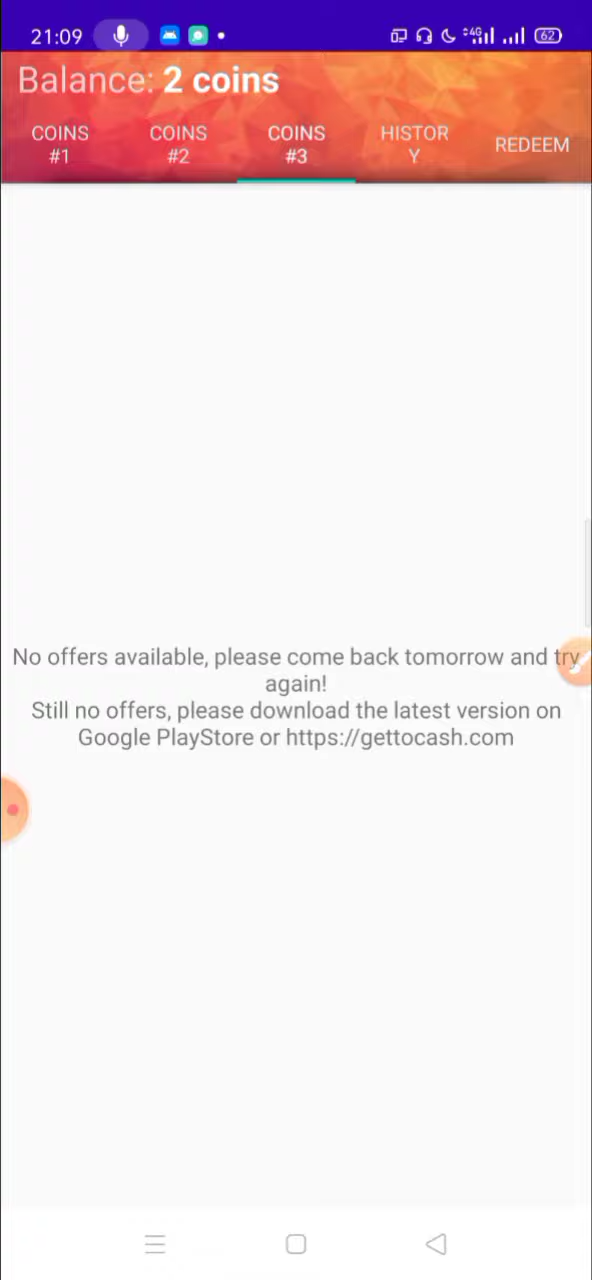 21:09
4G
62
Balance: 2 coins
COINS
#1
COINS
#2
COINS
#3
HISTOR
Y
REDEEM
No offers available, please come back tomorrow and try
again!
Still no offers, please download the latest version on
Google PlayStore or https://gettocash.com